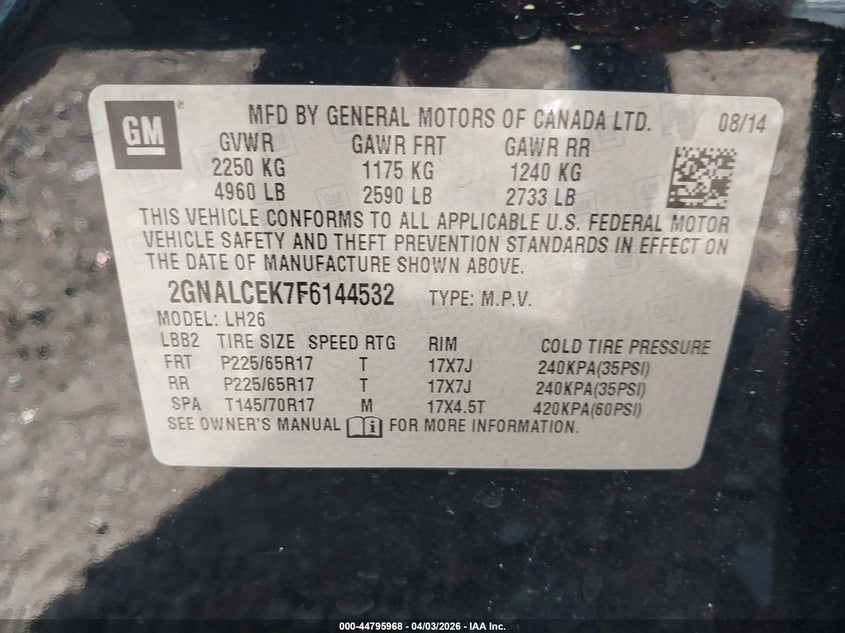 GM ®
MFD BY GENERAL MOTORS OF CANADA LTD. 08/14
GVWR GAWR FRT GAWR RR
2250 KG 1175 KG 1240 KG
4960 LB 2590 LB 2733 LB
THIS VEHICLE CONFORMS TO ALL APPLICABLE U.S. FEDERAL MOTOR
VEHICLE SAFETY AND THEFT PREVENTION STANDARDS IN EFFECT ON
THE DATE OF MANUFACTURE SHOWN ABOVE.
2GNALCEK7F6144532 TYPE: M.P.V.
MODEL: LH26
LBB2 TIRE SIZE SPEED RTG RIM COLD TIRE PRESSURE
FRT P225/65R17 T 17X7J 240KPA(35PSI)
RR P225/65R17 T 17X7J 240KPA(35PSI)
SPA T145/70R17 M 17X4.5T 420KPA(60PSI)
SEE OWNER'S MANUAL i FOR MORE INFORMATION.
000-44795968 - 04/03/2026 - IAA Inc.